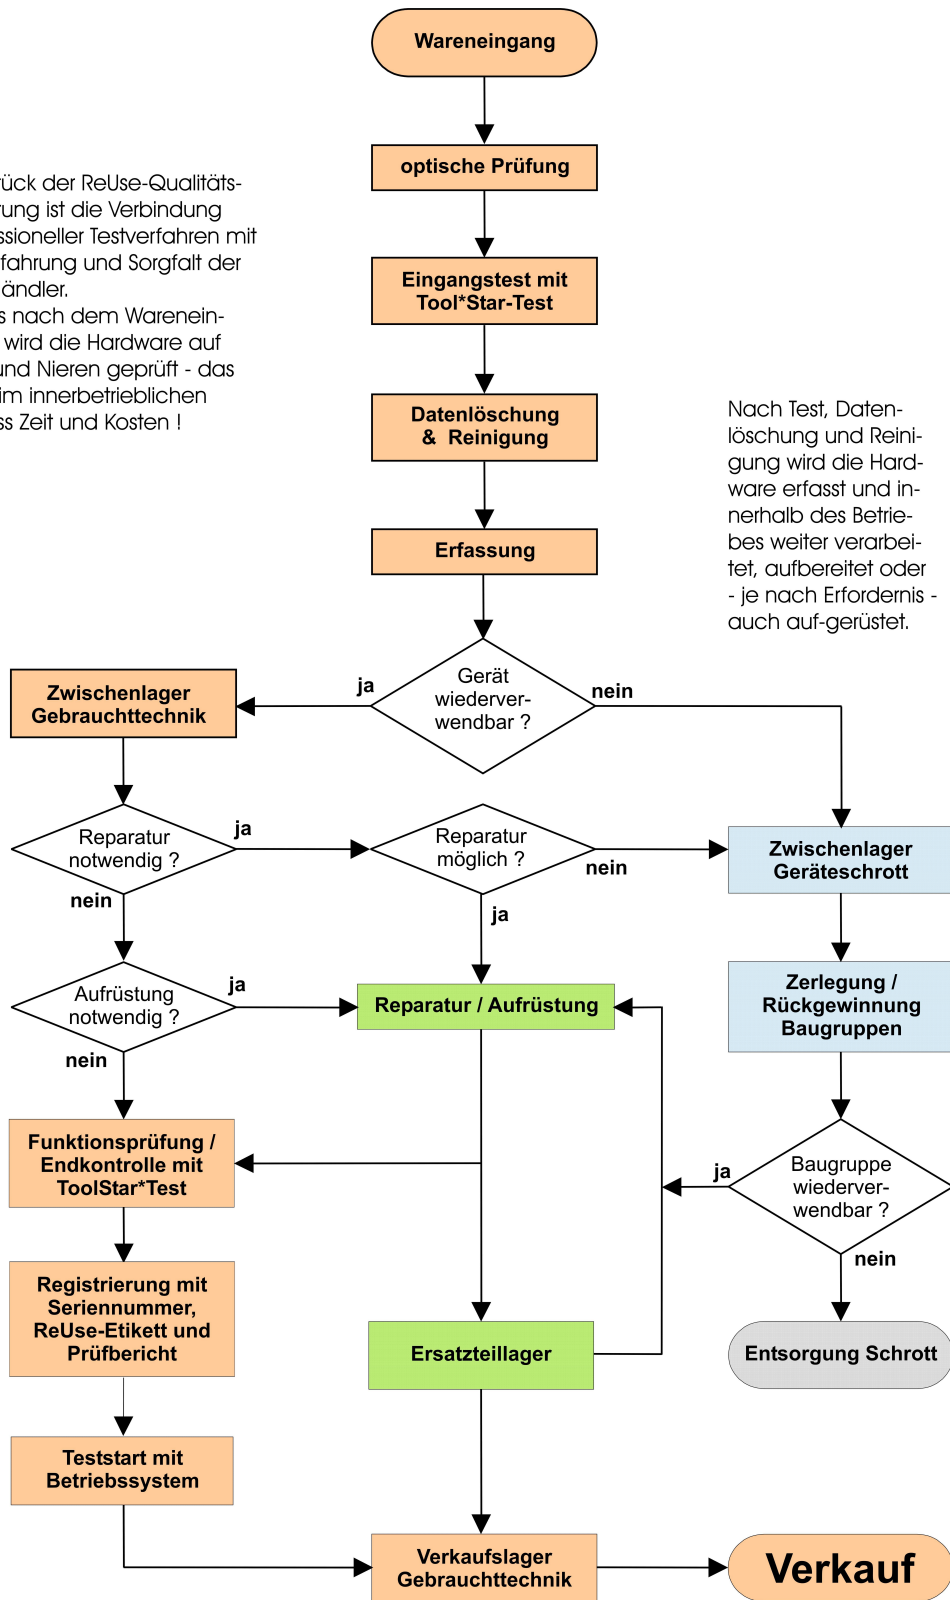 Wareneingang
optische Prüfung
ück der ReUse-Qualitäts-
rung ist die Verbindung
ssioneller Testverfahren mit
fahrung und Sorgfalt der
ändler.
s nach dem Warenein-
wird die Hardware auf
und Nieren geprüft - das
im innerbetrieblichen
ss Zeit und Kosten !
Eingangstest mit
Tool*Star-Test
Datenlöschung
& Reinigung
Nach Test, Daten-
löschung und Reini-
gung wird die Hard-
ware erfasst und in-
nerhalb des Betrie-
bes weiter verarbei-
tet, aufbereitet oder
- je nach Erfordernis -
auch auf-gerüstet.
Erfassung
Gerät
wiederver-
wendbar ?
ja
nein
Zwischenlager
Gebrauchttechnik
Reparatur
notwendig ?
ja
nein
Reparatur
möglich ?
nein
ja
Zwischenlager
Geräteschrott
Aufrüstung
notwendig ?
ja
nein
Reparatur / Aufrüstung
Zerlegung /
Rückgewinnung
Baugruppen
Funktionsprüfung /
Endkontrolle mit
ToolStar*Test
ja
Baugruppe
wiederver-
wendbar ?
nein
Registrierung mit
Seriennummer,
ReUse-Etikett und
Prüfbericht
Ersatzteillager
Entsorgung Schrott
Teststart mit
Betriebssystem
Verkaufslager
Gebrauchttechnik
Verkauf